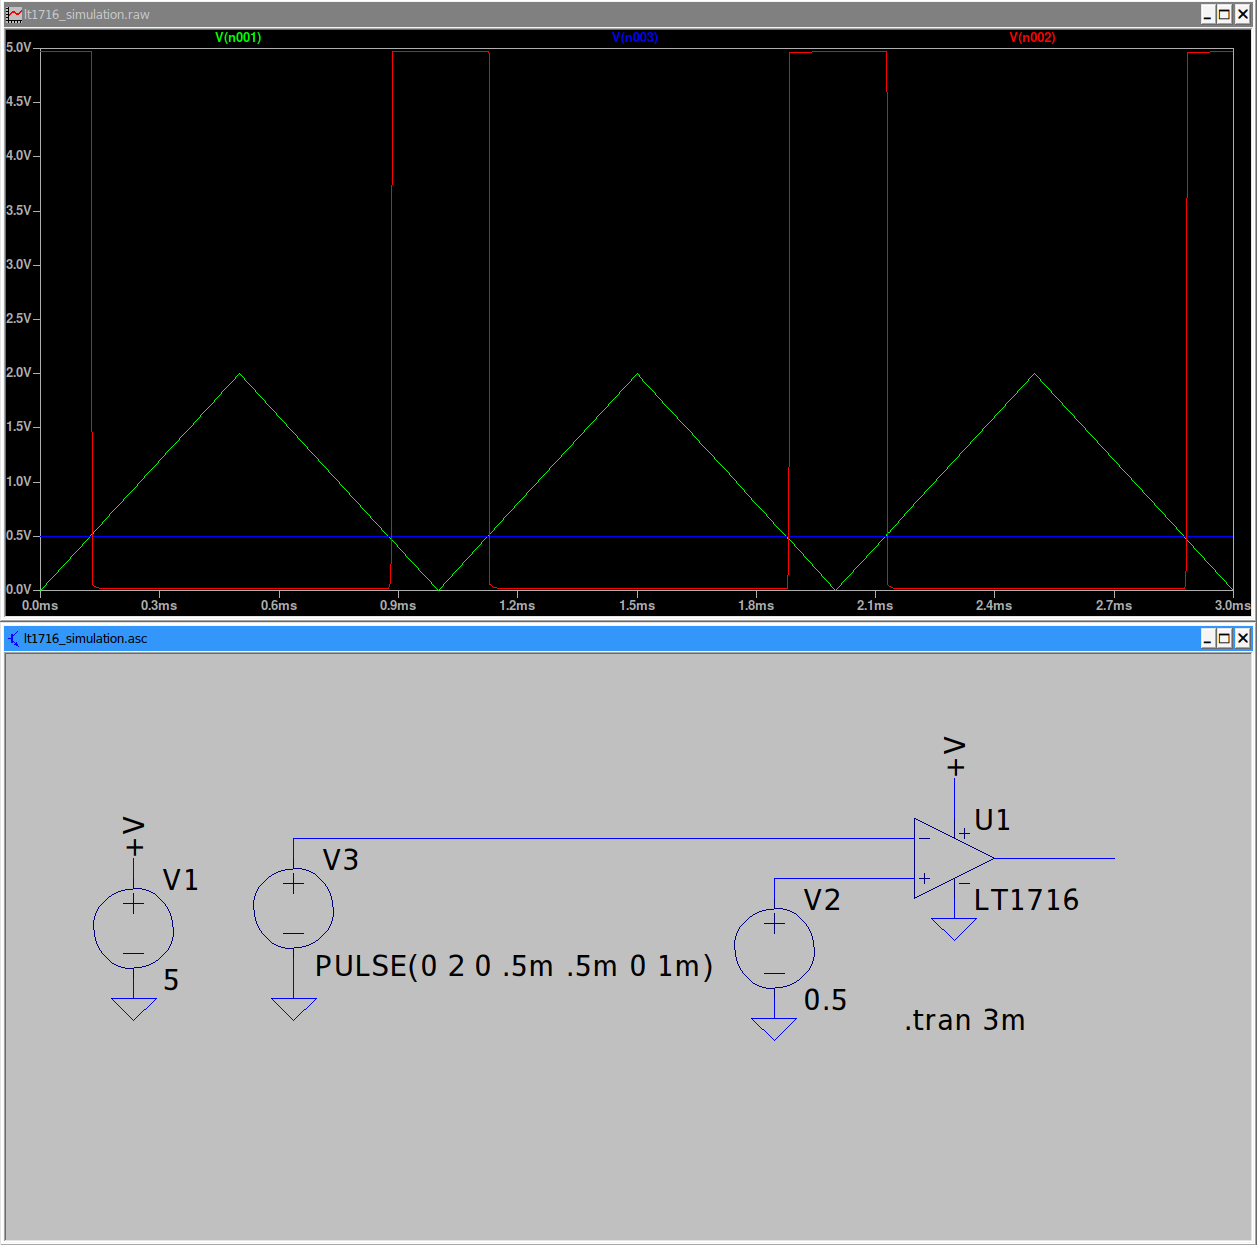 lt1716_simulation.raw
V(n001) V(n003) V(n002)
5.0V
4.5V
4.0V
3.5V
3.0V
2.5V
2.0V
1.5V
1.0V
0.5V
0.0V
0.0ms 0.3ms 0.6ms 0.9ms 1.2ms 1.5ms 1.8ms 2.1ms 2.4ms 2.7ms 3.0ms
lt1716_simulation.asc
+V
U1
+V
V3
V1
V2
LT1716
PULSE(0 2 0 .5m .5m 0 1m)
5
0.5
.tran 3m